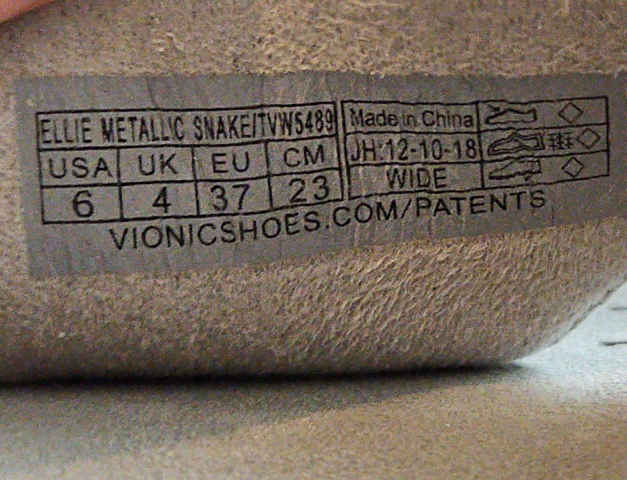 ELLIE METALLIC SNAKE/TVW5489
USA UK EU CM
6 4 37 23
Made in China
JH:12-10-18
WIDE
VIONICSHOES.COM/PATENTS